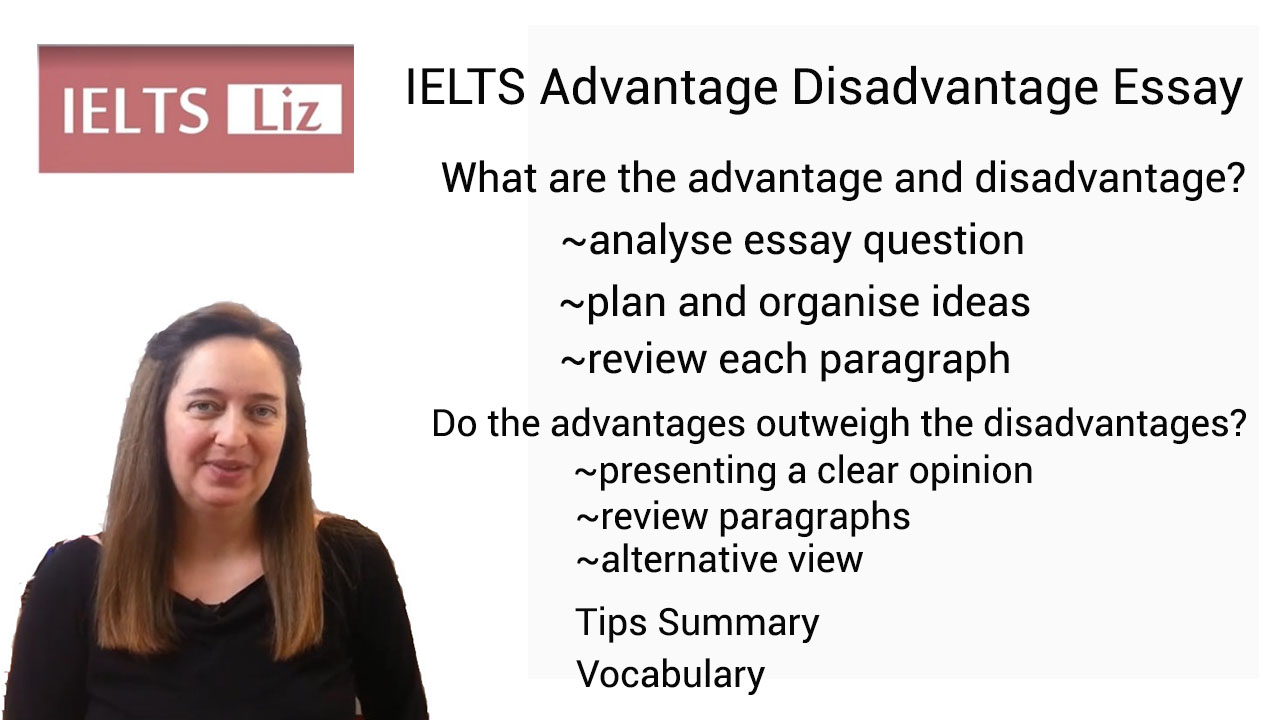 IELTS Liz
IELTS Advantage Disadvantage Essay
What are the advantage and disadvantage?
~analyse essay question
~plan and organise ideas
~review each paragraph
Do the advantages outweigh the disadvantages?
~presenting a clear opinion
~review paragraphs
~alternative view
Tips Summary
Vocabulary